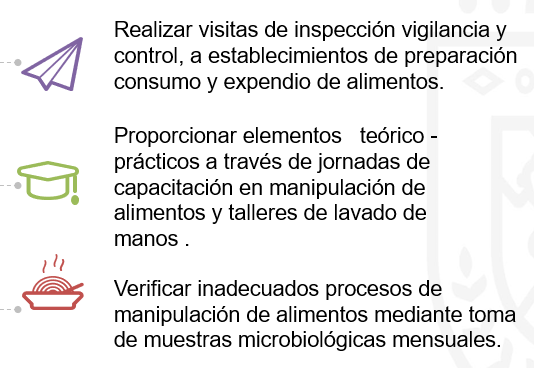 Realizar visitas de inspección vigilancia y
control, a establecimientos de preparación
consumo y expendio de alimentos.
Proporcionar elementos teórico -
prácticos a través de jornadas de
capacitación en manipulación de
alimentos y talleres de lavado de
manos .
Verificar inadecuados procesos de
manipulación de alimentos mediante toma
de muestras microbiológicas mensuales.